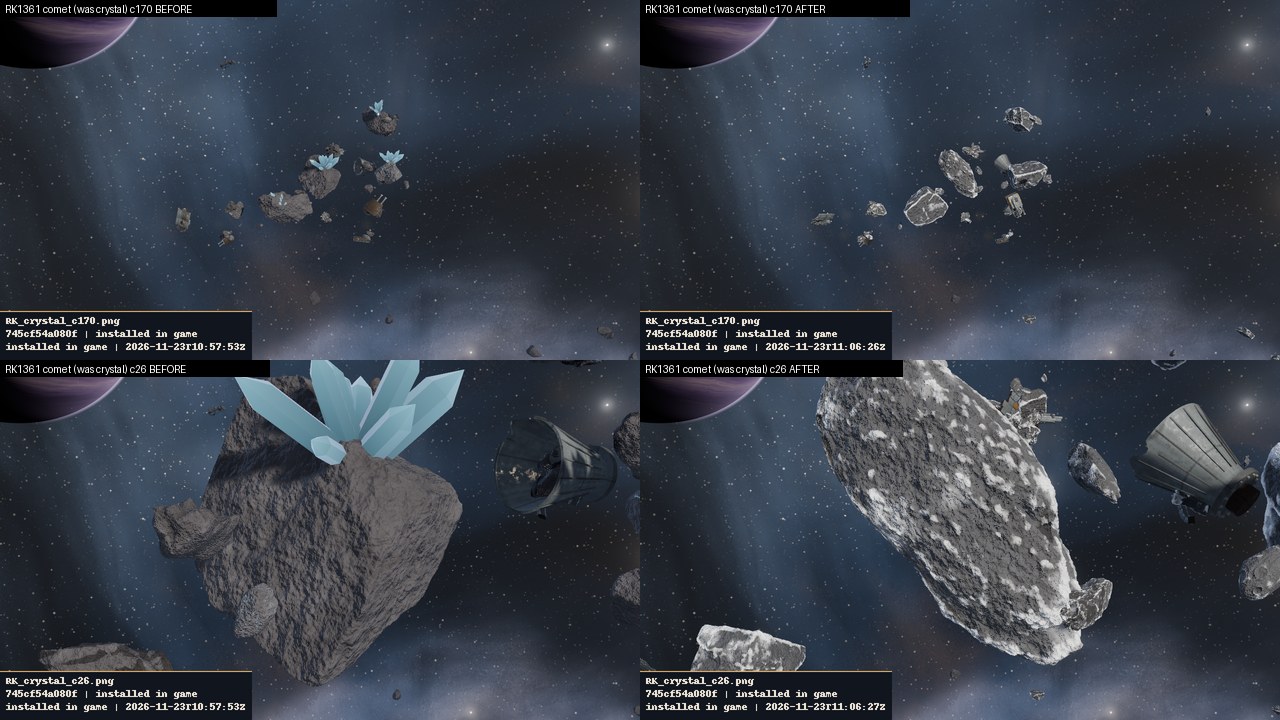 RK1361 comet (was crystal) c170 BEFORE
RK1361 comet (was crystal) c170 AFTER
RK_crystal_c170.png
745cf54a080f | installed in game
installed in game | 2026-11-23r10:57:53z
RK_crystal_c170.png
745cf54a080f | installed in game
installed in game | 2026-11-23r11:06:26z
RK1361 comet (was crystal) c26 BEFORE
RK1361 comet (was crystal) c26 AFTER
RK_crystal_c26.png
745cf54a080f | installed in game
installed in game | 2026-11-23r10:57:53z
RK_crystal_c26.png
745cf54a080f | installed in game
installed in game | 2026-11-23r11:06:27z